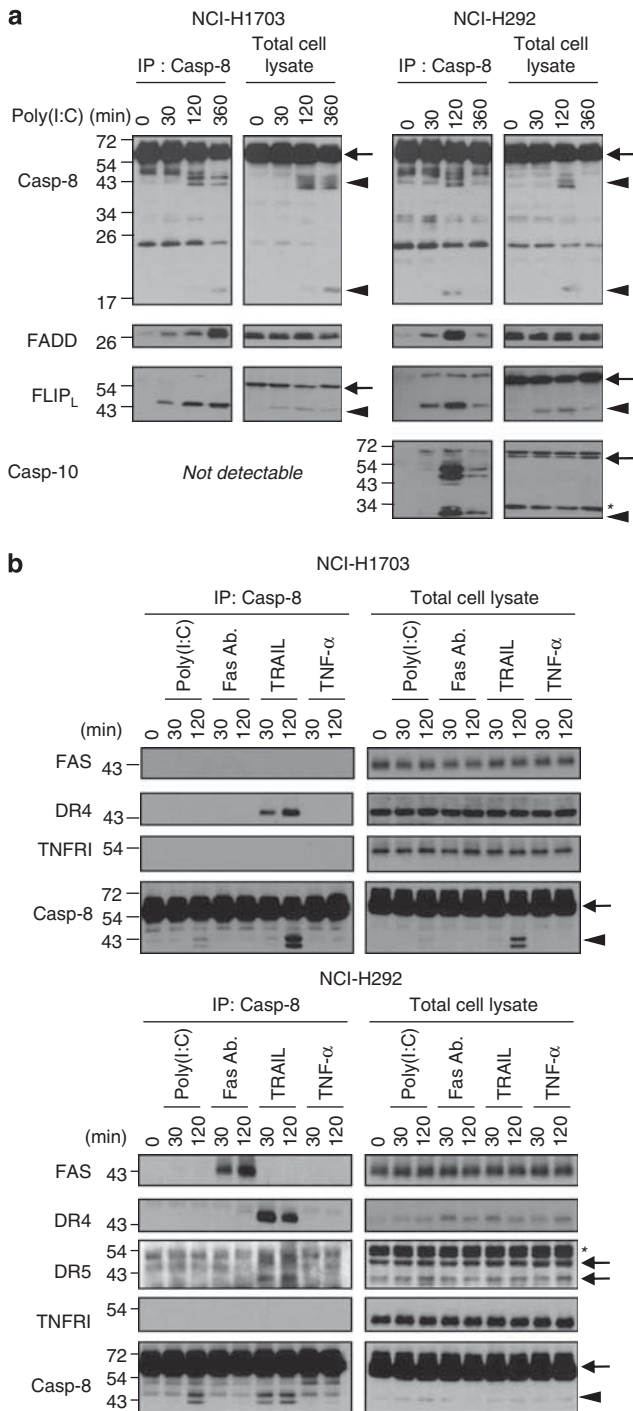 a
NCI-H1703 NCI-H292
IP : Casp-8 Total cell lysate IP : Casp-8 Total cell lysate
Poly(I:C) (min) 0 30 120 360 0 30 120 360 0 30 120 360 0 30 120 360
Casp-8
72
54
43
34
26
17
FADD 26
FLIPL
54
43
Casp-10 Not detectable
72
54
43
34
*
b
NCI-H1703
IP: Casp-8 Total cell lysate
Poly(I:C) Fas Ab. TRAIL TNF-α Poly(I:C) Fas Ab. TRAIL TNF-α
(min) 0 30 120 30 120 30 120 30 120 0 30 120 30 120 30 120 30 120
FAS 43
DR4 43
TNFRI 54
Casp-8
72
54
43
NCI-H292
IP: Casp-8 Total cell lysate
Poly(I:C) Fas Ab. TRAIL TNF-α Poly(I:C) Fas Ab. TRAIL TNF-α
(min) 0 30 120 30 120 30 120 30 120 0 30 120 30 120 30 120 30 120
FAS 43
DR4 43
DR5
54
43
*
TNFRI 54
Casp-8
72
54
43